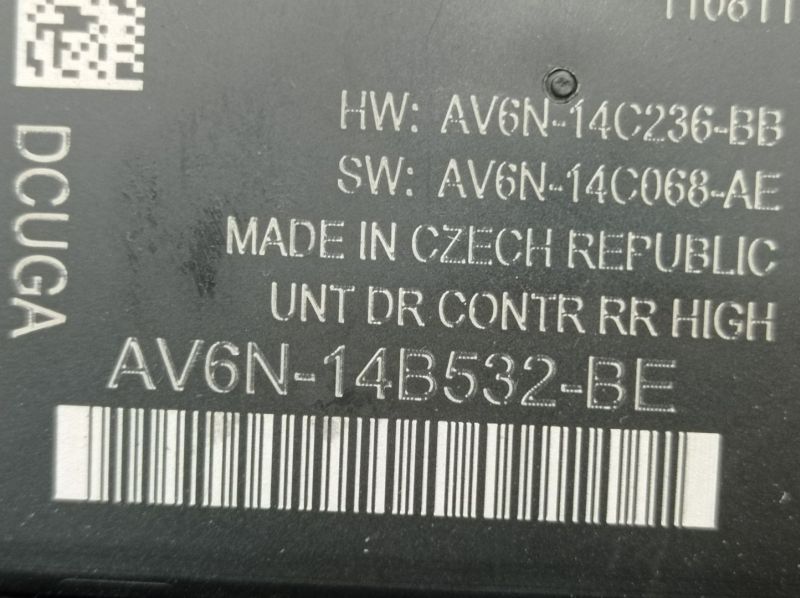 110811
HW: AV6N-14C236-BB
SW: AV6N-14C068-AE
MADE IN CZECH REPUBLIC
UNT DR CONTR RR HIGH
AV6N-14B532-BE
DCUGA